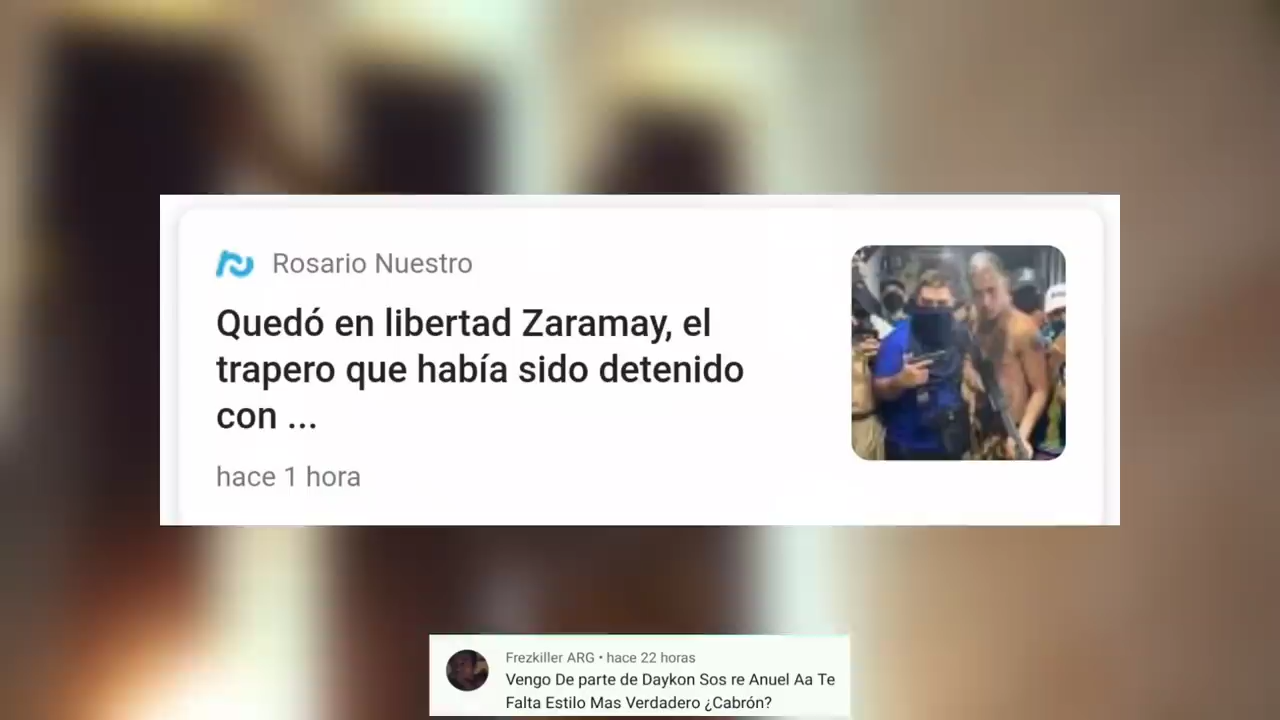 Rosario Nuestro
Quedó en libertad Zaramay, el
trapero que había sido detenido
con ...
hace 1 hora
Frezkiller ARG • hace 22 horas
Vengo De parte de Daykon Sos re Anuel Aa Te
Falta Estilo Mas Verdadero ¿Cabrón?